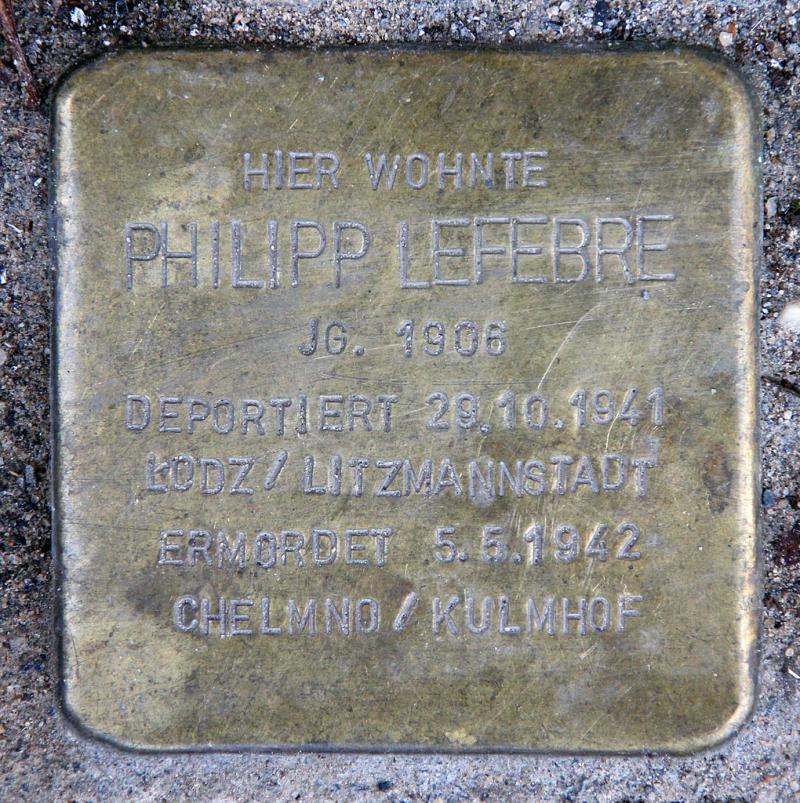 HIER WOHNTE
PHILIPP LEFEBRE
JG. 1906
DEPORTIERT 29.10.1941
ŁODZ / LITZMANNSTADT
ERMORDET 5.5.1942
CHELMNO / KULMHOF